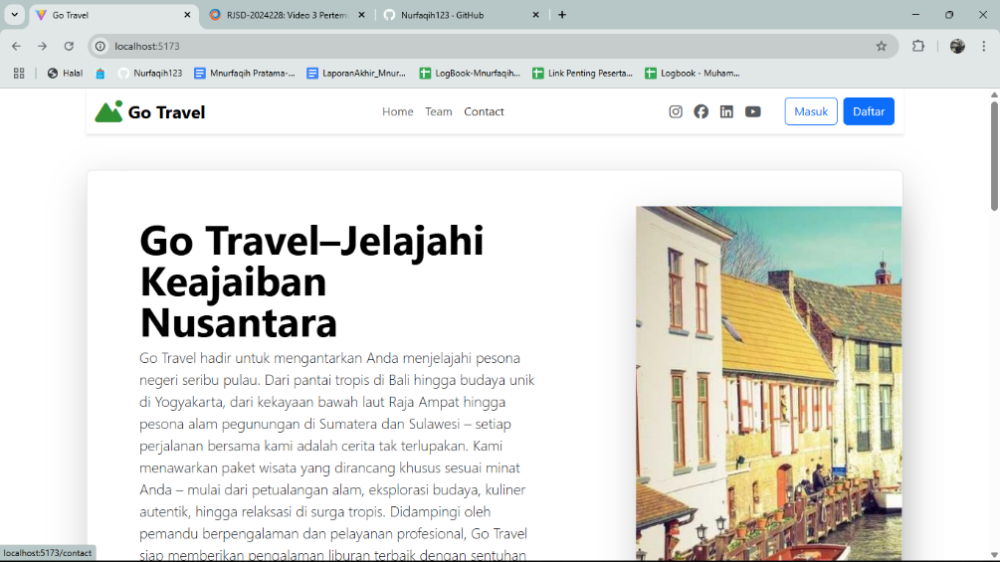 Go Travel
RJSD-2024228: Video 3 Pertem
Nurfaqih123 - GitHub
localhost:5173
Halal
Nurfaqih123
Mnurfaqih Pratama-...
LaporanAkhir_Mnur...
LogBook-Mnurfaqih...
Link Penting Peserta...
Logbook - Muham...
Go Travel
Home
Team
Contact
Masuk
Daftar
Go Travel–Jelajahi
Keajaiban
Nusantara
Go Travel hadir untuk mengantarkan Anda menjelajahi pesona
negeri seribu pulau. Dari pantai tropis di Bali hingga budaya unik
di Yogyakarta, dari kekayaan bawah laut Raja Ampat hingga
pesona alam pegunungan di Sumatera dan Sulawesi – setiap
perjalanan bersama kami adalah cerita tak terlupakan. Kami
menawarkan paket wisata yang dirancang khusus sesuai minat
Anda – mulai dari petualangan alam, eksplorasi budaya, kuliner
autentik, hingga relaksasi di surga tropis. Didampingi oleh
pemandu berpengalaman dan pelayanan profesional, Go Travel
siap memberikan pengalaman liburan terbaik dengan sentuhan
localhost:5173/contact